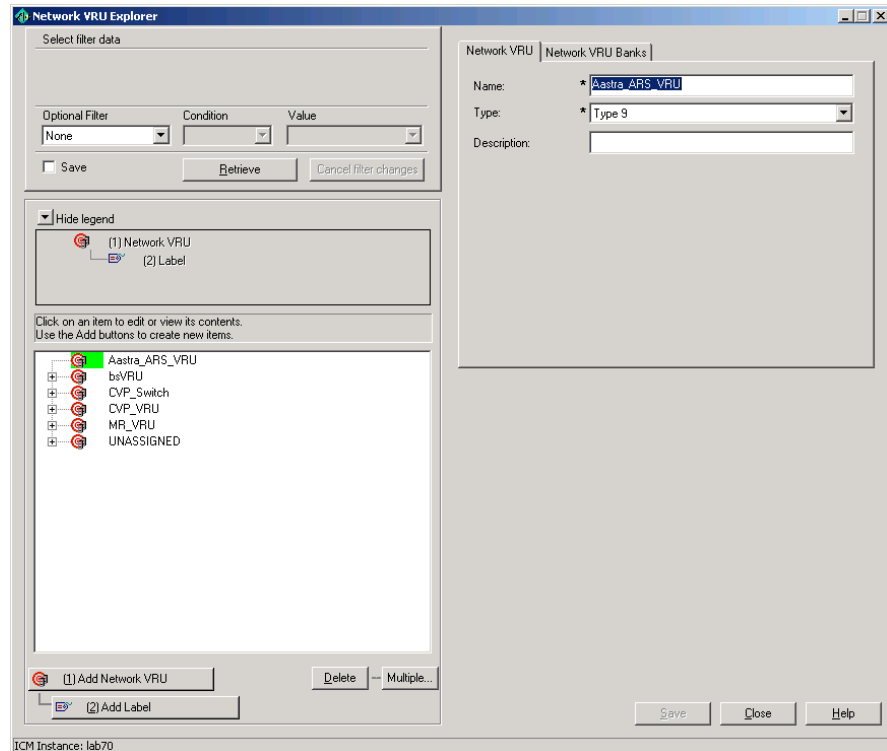 Network VRU Explorer
Select filter data
Optional Filter Condition Value
None
Save Retrieve Cancel filter changes
Hide legend
(1) Network VRU
(2) Label
Click on an item to edit or view its contents.
Use the Add buttons to create new items.
Aastra_ARS_VRU
bsVRU
CVP_Switch
CVP_VRU
MR_VRU
UNASSIGNED
(1) Add Network VRU Delete Multiple...
(2) Add Label
Network VRU Network VRU Banks
Name: * Aastra_ARS_VRU
Type: * Type 9
Description:
Save Close Help
ICM Instance: lab70